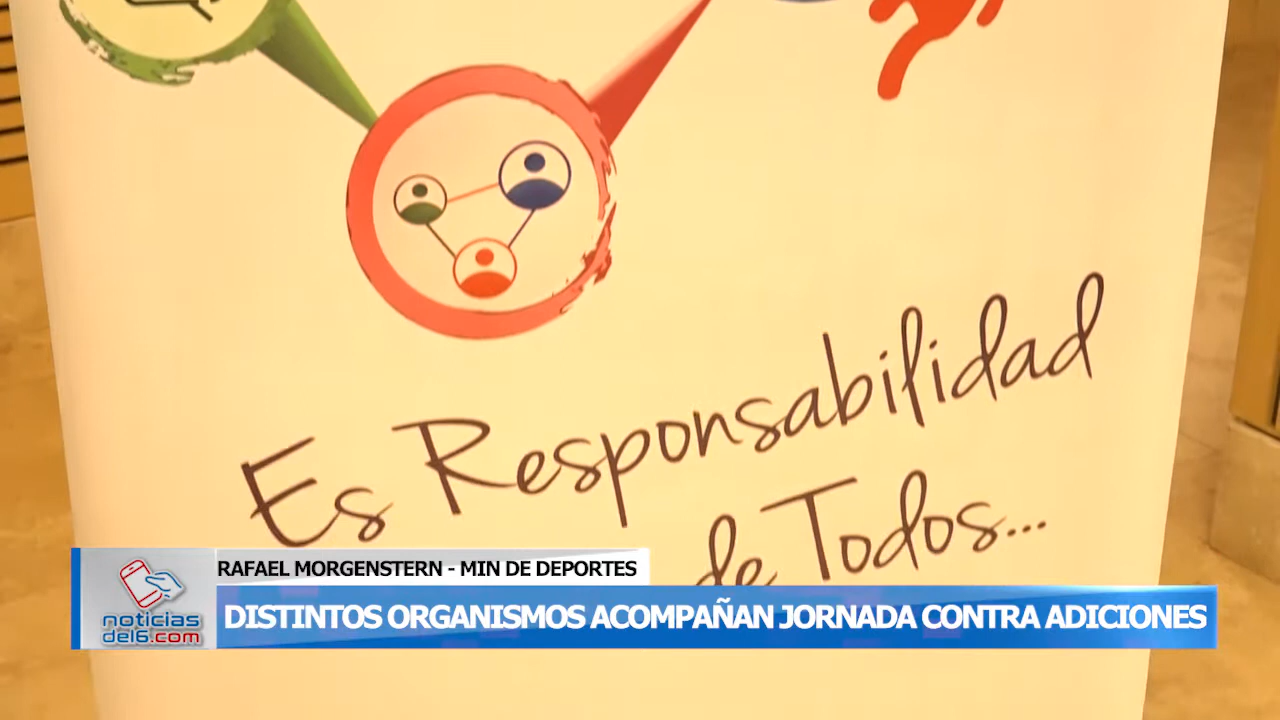 Es Responsabilidad
de Todos...
RAFAEL MORGENSTERN - MIN DE DEPORTES
DISTINTOS ORGANISMOS ACOMPAÑAN JORNADA CONTRA ADICIONES
noticias
del6.com